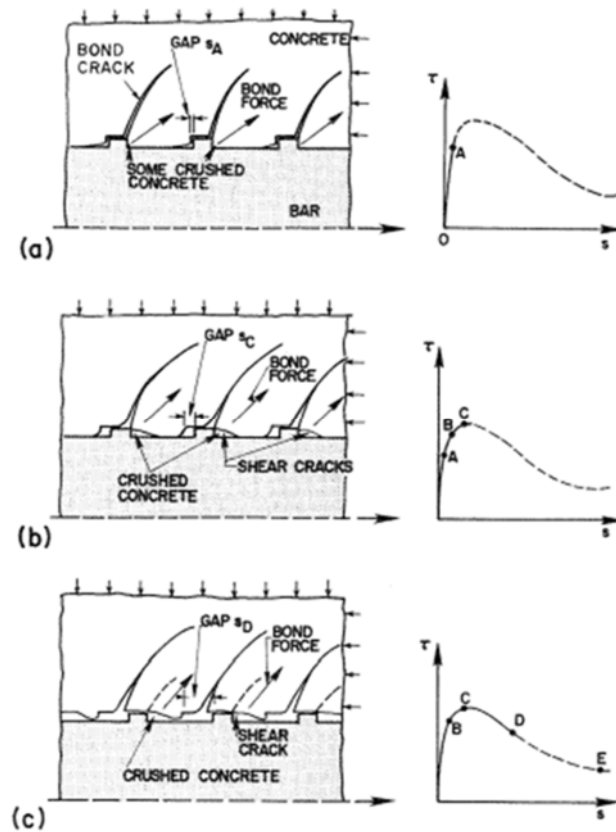 GAP sA
CONCRETE
BOND
CRACK
BOND
FORCE
SOME CRUSHED
CONCRETE
BAR
(a)
τ
A
O
s
GAP sC
BOND
FORCE
CRUSHED
CONCRETE
SHEAR CRACKS
(b)
τ
B
C
A
s
GAP sD
BOND
FORCE
SHEAR
CRACK
CRUSHED CONCRETE
(c)
τ
C
B
D
E
s